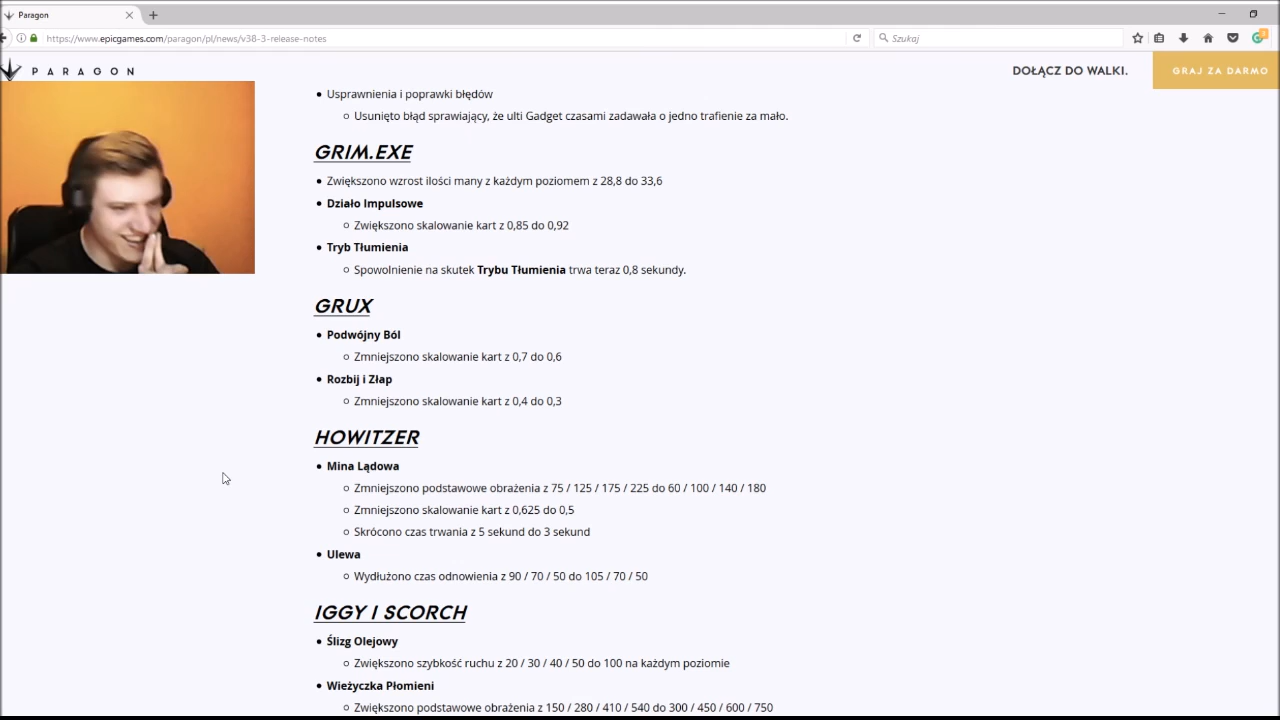 Paragon
https://www.epicgames.com/paragon/pl/news/v38-3-release-notes
Szukaj
PARAGON
DOŁĄCZ DO WALKI.
GRAJ ZA DARMO
Usprawnienia i poprawki błędów
Usunięto błąd sprawiający, że ulti Gadget czasami zadawała o jedno trafienie za mało.
GRIM.EXE
Zwiększono wzrost ilości many z każdym poziomem z 28,8 do 33,6
Działo Impulsowe
Zwiększono skalowanie kart z 0,85 do 0,92
Tryb Tłumienia
Spowolnienie na skutek Trybu Tłumienia trwa teraz 0,8 sekundy.
GRUX
Podwójny Ból
Zmniejszono skalowanie kart z 0,7 do 0,6
Rozbij i Złap
Zmniejszono skalowanie kart z 0,4 do 0,3
HOWITZER
Mina Lądowa
Zmniejszono podstawowe obrażenia z 75 / 125 / 175 / 225 do 60 / 100 / 140 / 180
Zmniejszono skalowanie kart z 0,625 do 0,5
Skrócono czas trwania z 5 sekund do 3 sekund
Ulewa
Wydłużono czas odnowienia z 90 / 70 / 50 do 105 / 70 / 50
IGGY I SCORCH
Ślizg Olejowy
Zwiększono szybkość ruchu z 20 / 30 / 40 / 50 do 100 na każdym poziomie
Wieżyczka Płomieni
Zwiększono podstawowe obrażenia z 150 / 280 / 410 / 540 do 300 / 450 / 600 / 750